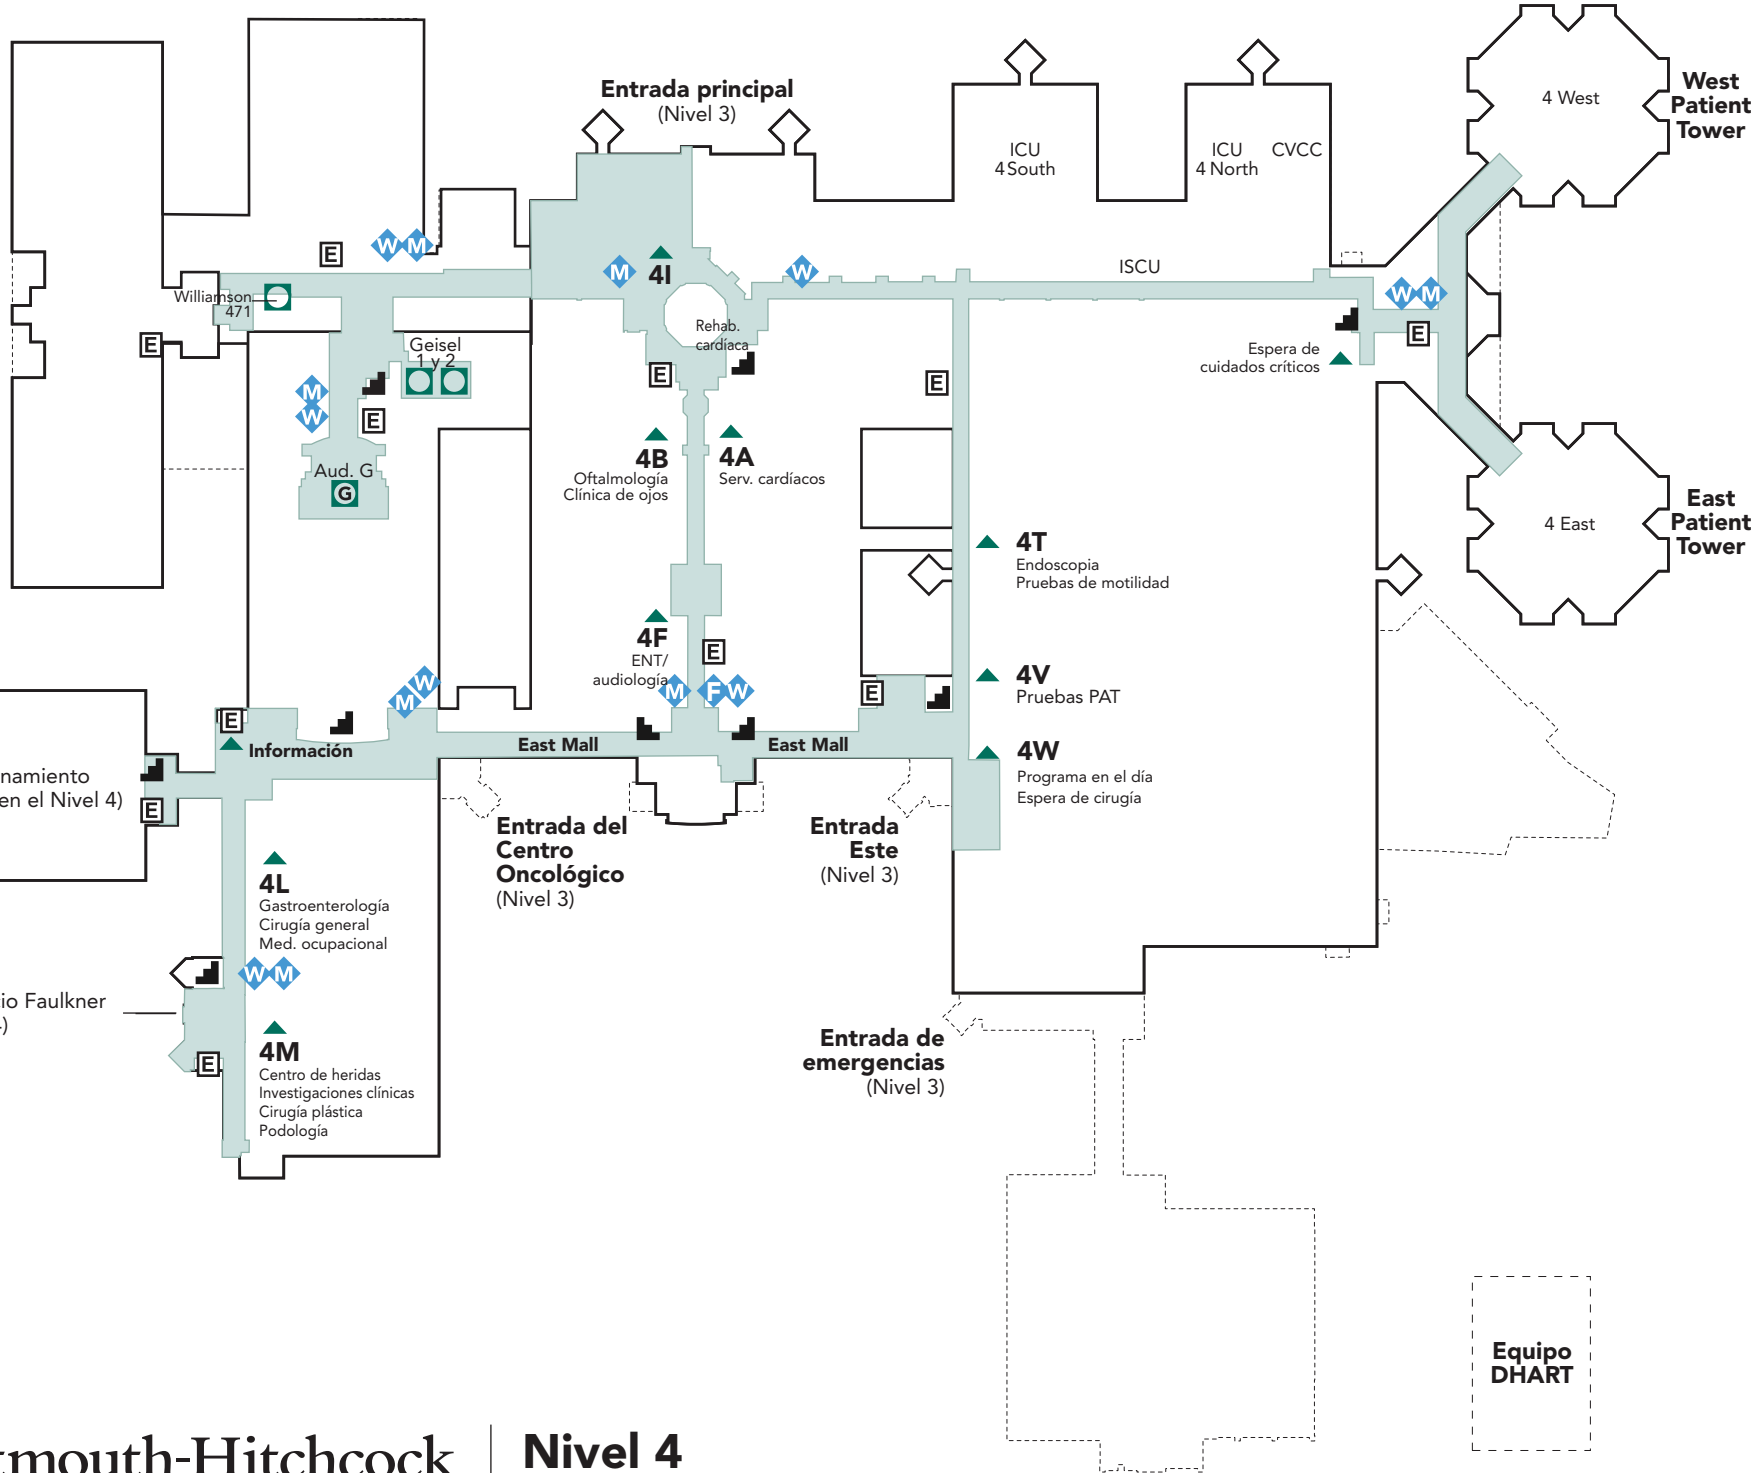 Entrada principal
(Nivel 3)
4 West
West
Patient
Tower
ICU
4 South
ICU
4 North
CVCC
E
W M
M
4I
W
ISCU
W M
Williamson
471
E
Rehab.
cardíaca
E
Geisel
1 y 2
Espera de
cuidados críticos
E
E
M
W
E
Aud. G
G
4B
Oftalmología
Clínica de ojos
4A
Serv. cardíacos
4 East
East
Patient
Tower
4T
Endoscopia
Pruebas de motilidad
4F
ENT/
audiología
E
M
F W
W
M
4V
Pruebas PAT
E
E
Información
East Mall
East Mall
4W
Programa en el día
Espera de cirugía
namiento
en el Nivel 4)
E
Entrada del
Centro
Oncológico
(Nivel 3)
Entrada
Este
(Nivel 3)
4L
Gastroenterología
Cirugía general
Med. ocupacional
W M
io Faulkner
4M
Centro de heridas
Investigaciones clínicas
Cirugía plástica
Podología
E
Entrada de
emergencias
(Nivel 3)
Equipo
DHART
tmouth-Hitchcock
Nivel 4